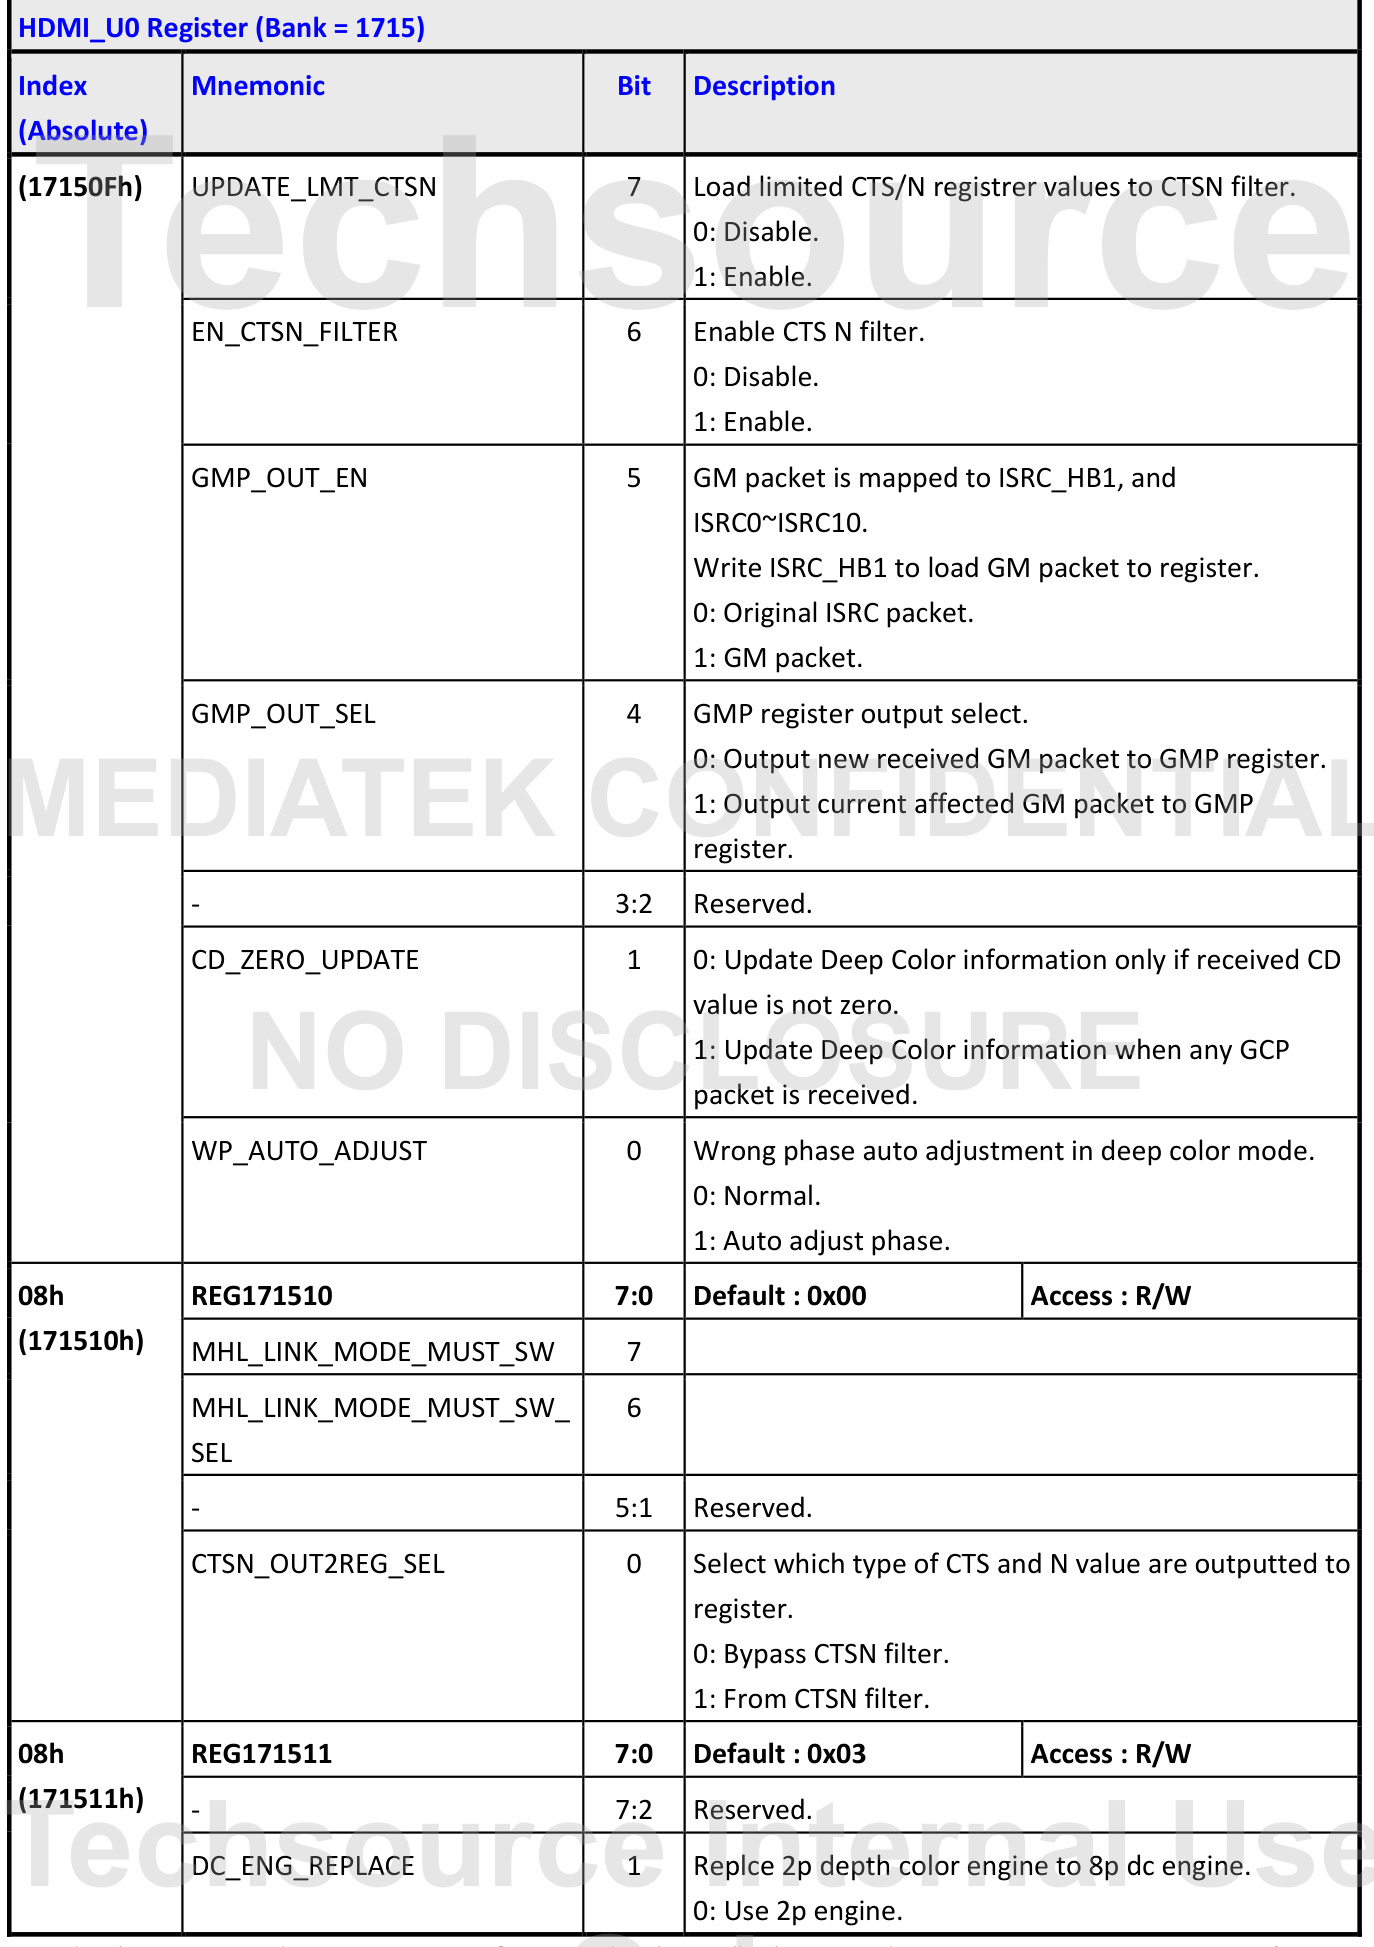 HDMI_U0 Register (Bank = 1715)
Index (Absolute) Mnemonic Bit Description
(17150Fh) UPDATE_LMT_CTSN 7 Load limited CTS/N registrer values to CTSN filter.
0: Disable.
1: Enable.
EN_CTSN_FILTER 6 Enable CTS N filter.
0: Disable.
1: Enable.
GMP_OUT_EN 5 GM packet is mapped to ISRC_HB1, and
ISRC0~ISRC10.
Write ISRC_HB1 to load GM packet to register.
0: Original ISRC packet.
1: GM packet.
GMP_OUT_SEL 4 GMP register output select.
0: Output new received GM packet to GMP register.
1: Output current affected GM packet to GMP
register.
- 3:2 Reserved.
CD_ZERO_UPDATE 1 0: Update Deep Color information only if received CD
value is not zero.
1: Update Deep Color information when any GCP
packet is received.
WP_AUTO_ADJUST 0 Wrong phase auto adjustment in deep color mode.
0: Normal.
1: Auto adjust phase.
08h REG171510 7:0 Default : 0x00 Access : R/W
(171510h)
MHL_LINK_MODE_MUST_SW 7
MHL_LINK_MODE_MUST_SW_ 6
SEL
- 5:1 Reserved.
CTSN_OUT2REG_SEL 0 Select which type of CTS and N value are outputted to
register.
0: Bypass CTSN filter.
1: From CTSN filter.
08h REG171511 7:0 Default : 0x03 Access : R/W
(171511h)
- 7:2 Reserved.
DC_ENG_REPLACE 1 Replce 2p depth color engine to 8p dc engine.
0: Use 2p engine.
Techsource
MEDIATEK CONFIDENTIAL
NO DISCLOSURE
Techsource Internal Use